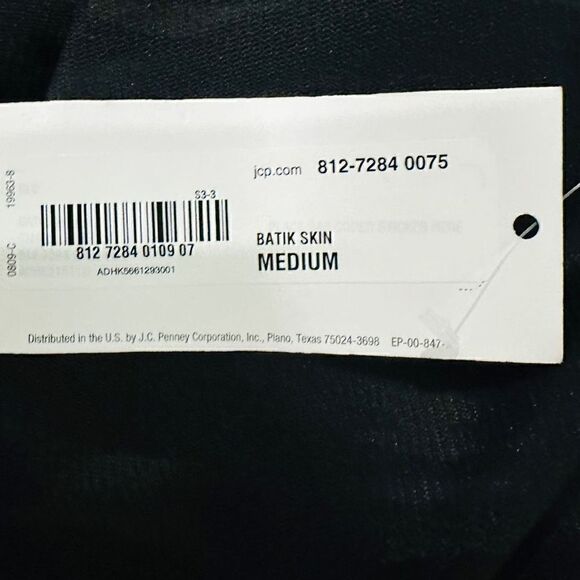 jcp.com 812-7284 0075
S3-3
812 7284 0109 07
ADHK5661293001
BATIK SKIN
MEDIUM
19963-8
0809-C
Distributed in the U.S. by J.C. Penney Corporation, Inc., Plano, Texas 75024-3698 EP-00-847-